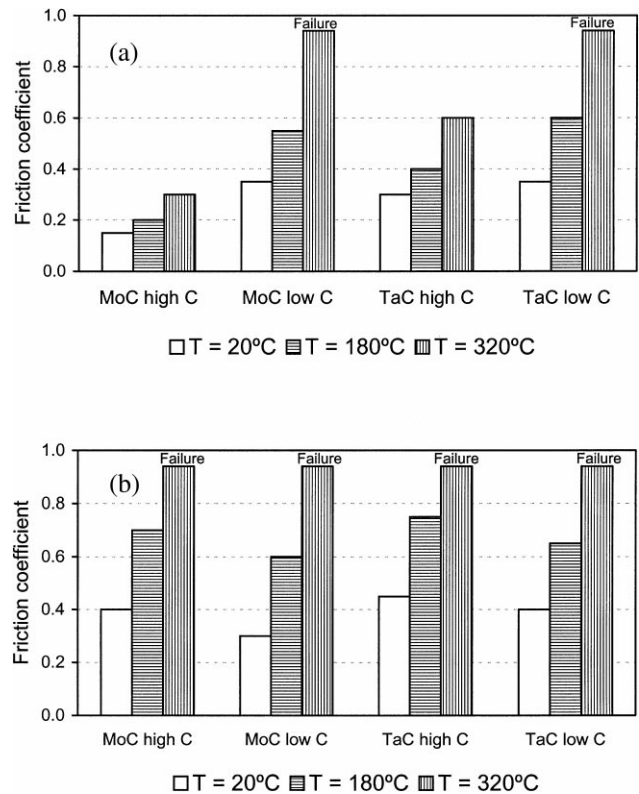 Failure
Failure
1.0
(a)
0.8
0.6
0.4
0.2
0.0
Friction coefficient
MoC high C
MoC low C
TaC high C
TaC low C
T = 20ºC
T = 180ºC
T = 320ºC
1.0
Failure
Failure
Failure
Failure
(b)
0.8
0.6
0.4
0.2
0.0
Friction coefficient
MoC high C
MoC low C
TaC high C
TaC low C
T = 20ºC
T = 180ºC
T = 320ºC